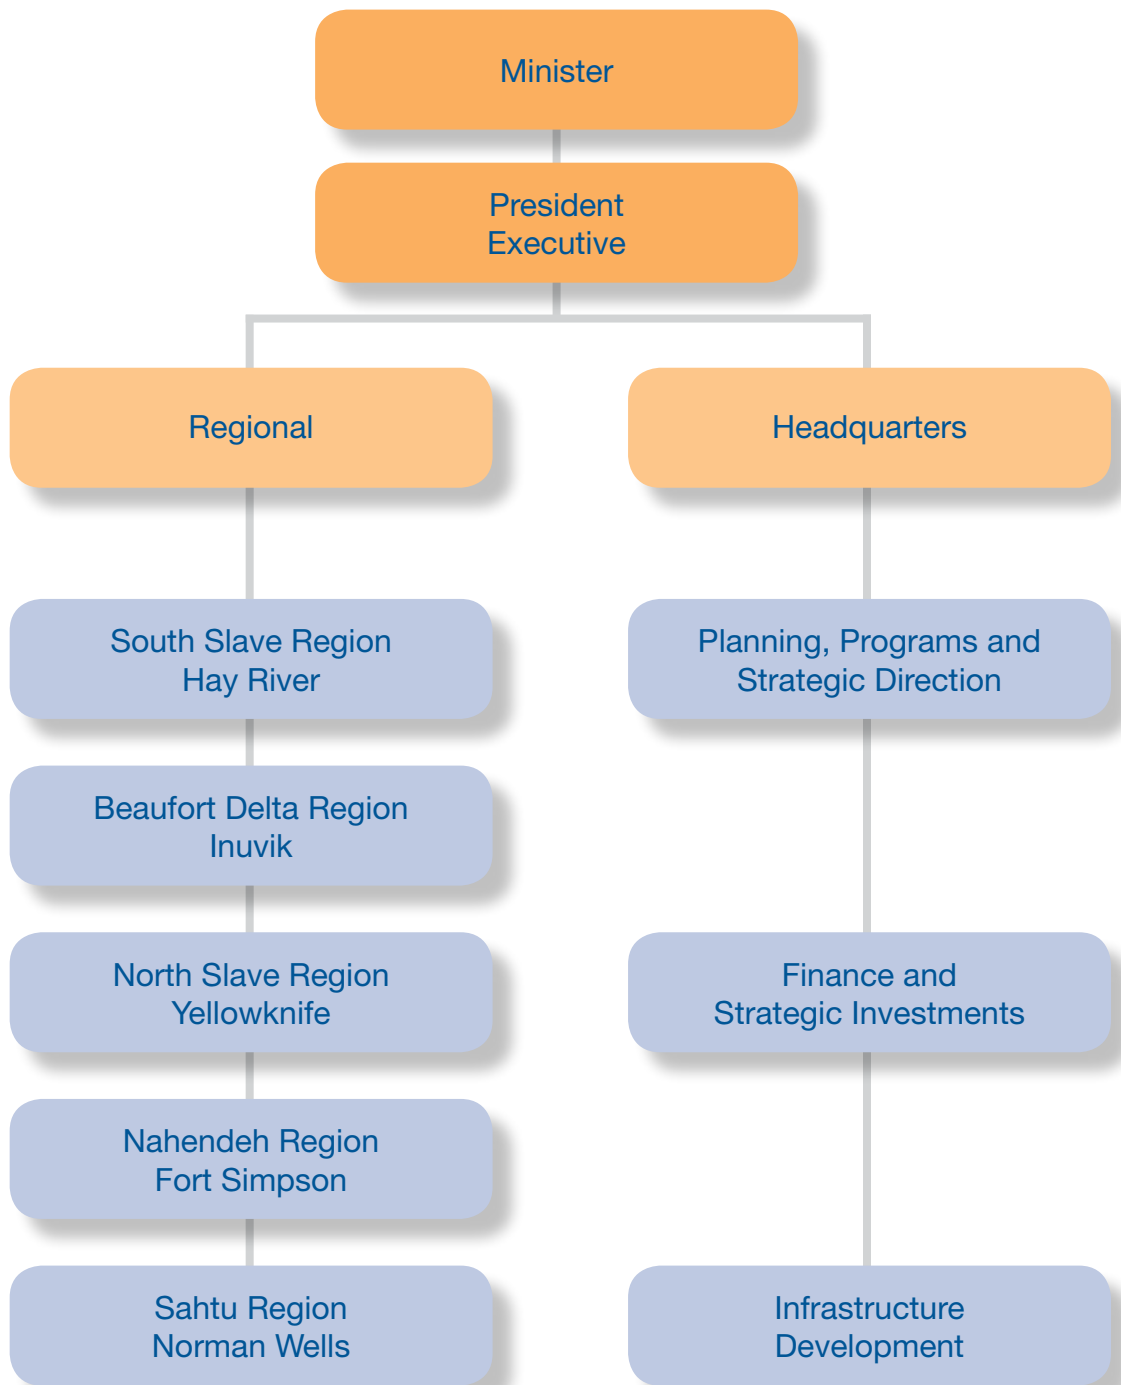 Minister
President
Executive
Regional
Headquarters
South Slave Region
Hay River
Beaufort Delta Region
Inuvik
North Slave Region
Yellowknife
Nahendeh Region
Fort Simpson
Sahtu Region
Norman Wells
Planning, Programs and
Strategic Direction
Finance and
Strategic Investments
Infrastructure
Development